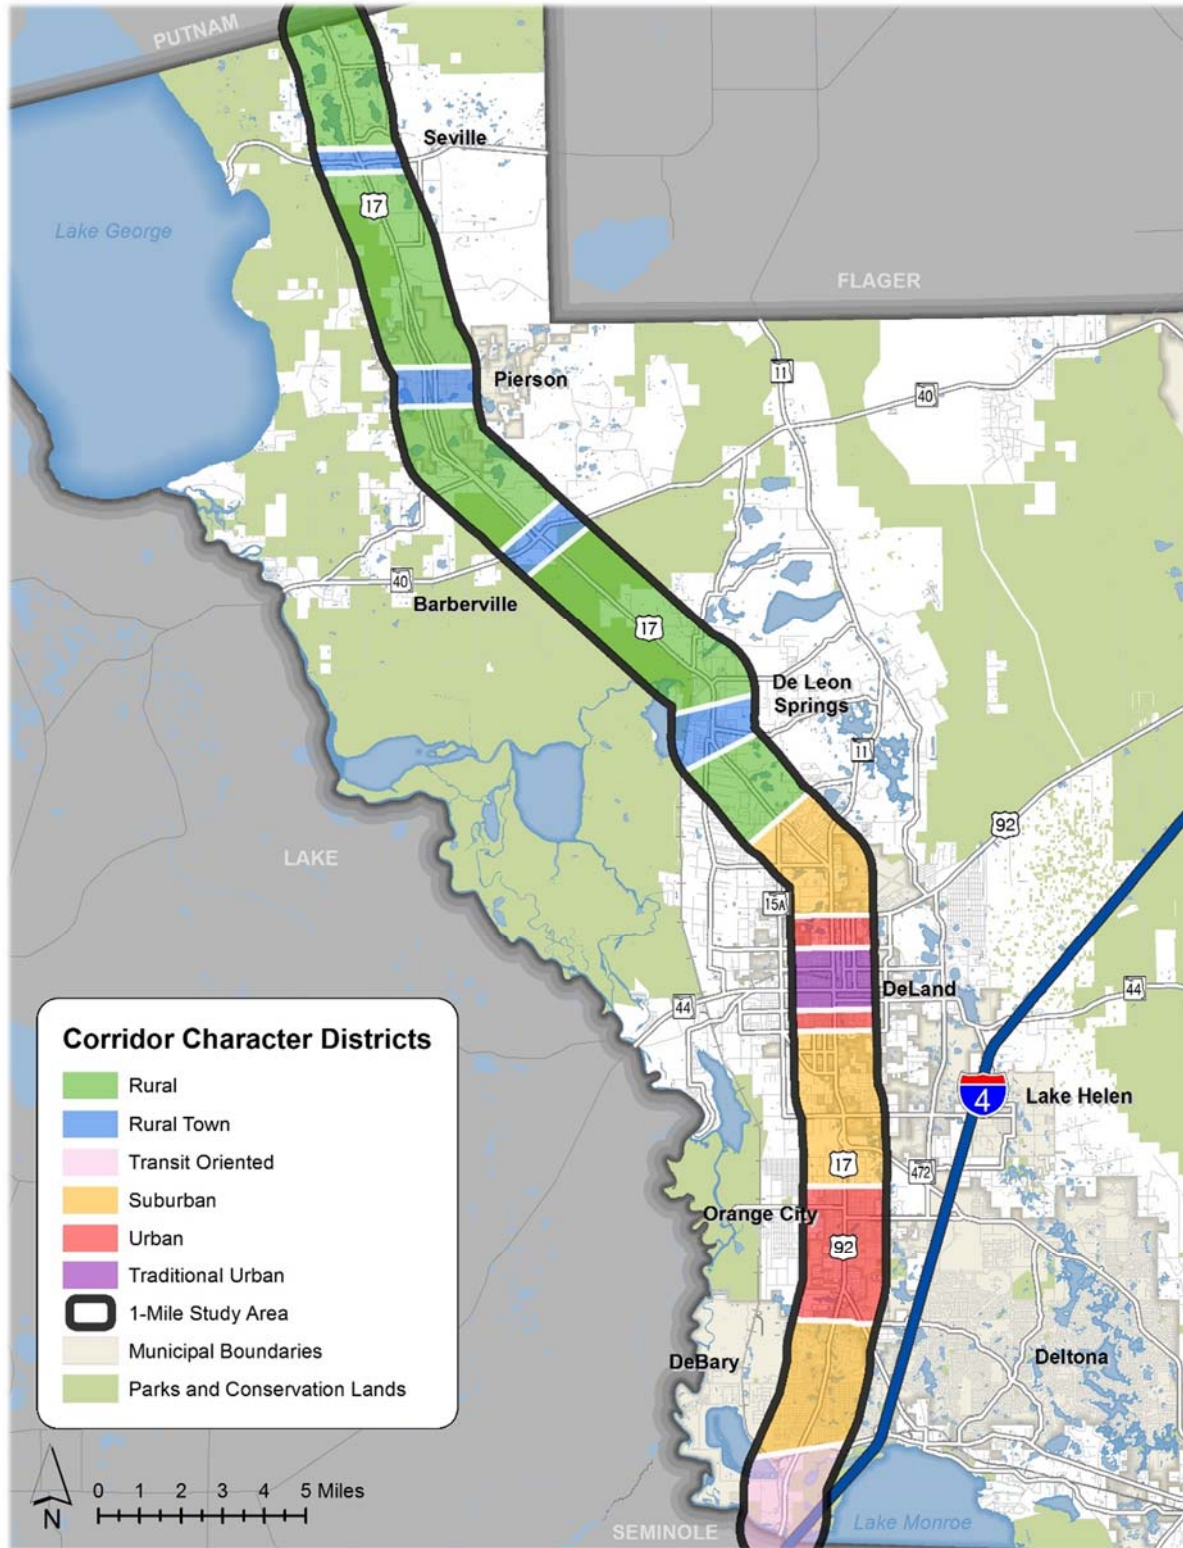 PUTNAM
Seville
17
Lake George
FLAGER
Pierson
11
40
40
Barberville
17
De Leon
Springs
11
92
LAKE
15A
DeLand
44
44
4
Lake Helen
17
472
Orange City
92
DeBary
Deltona
Corridor Character Districts
Rural
Rural Town
Transit Oriented
Suburban
Urban
Traditional Urban
1-Mile Study Area
Municipal Boundaries
Parks and Conservation Lands
N
0 1 2 3 4 5 Miles
SEMINOLE
Lake Monroe